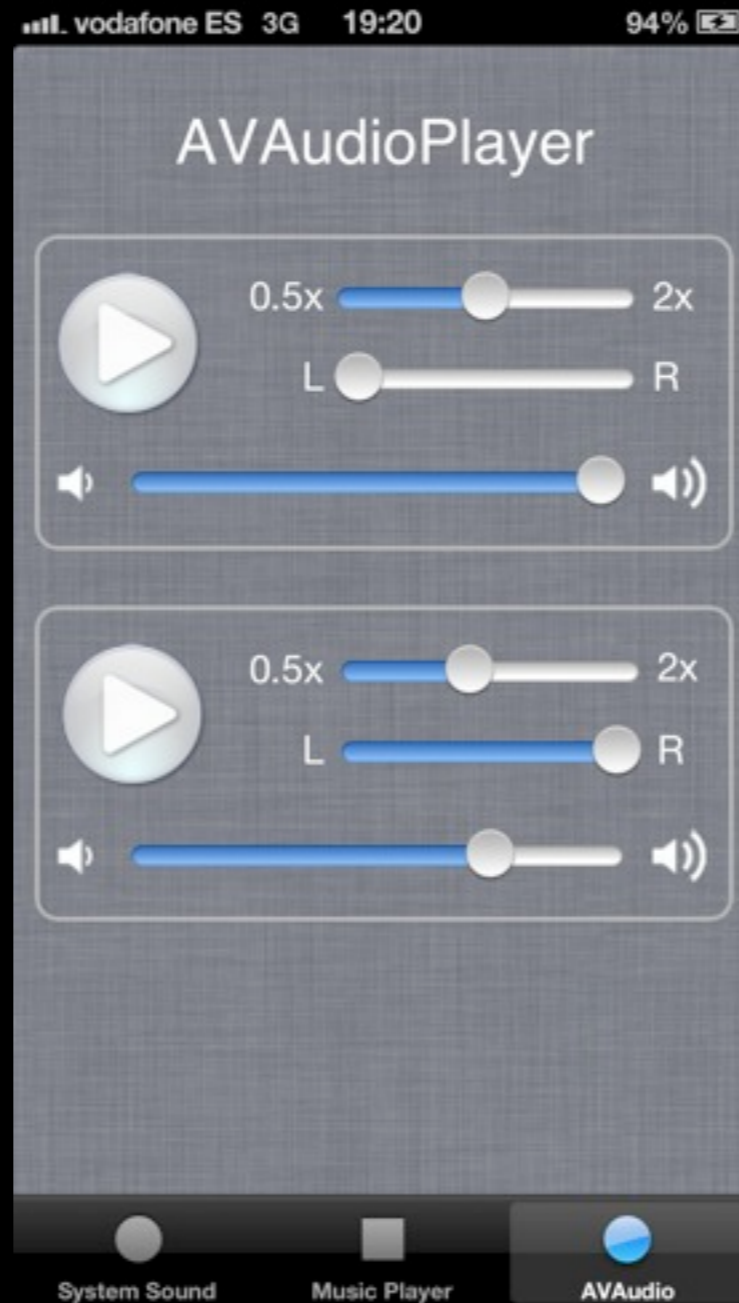 vodafone ES 3G 19:20 94%
AVAudioPlayer
0.5x 2x
L R
0.5x 2x
L R
System Sound Music Player AVAudio